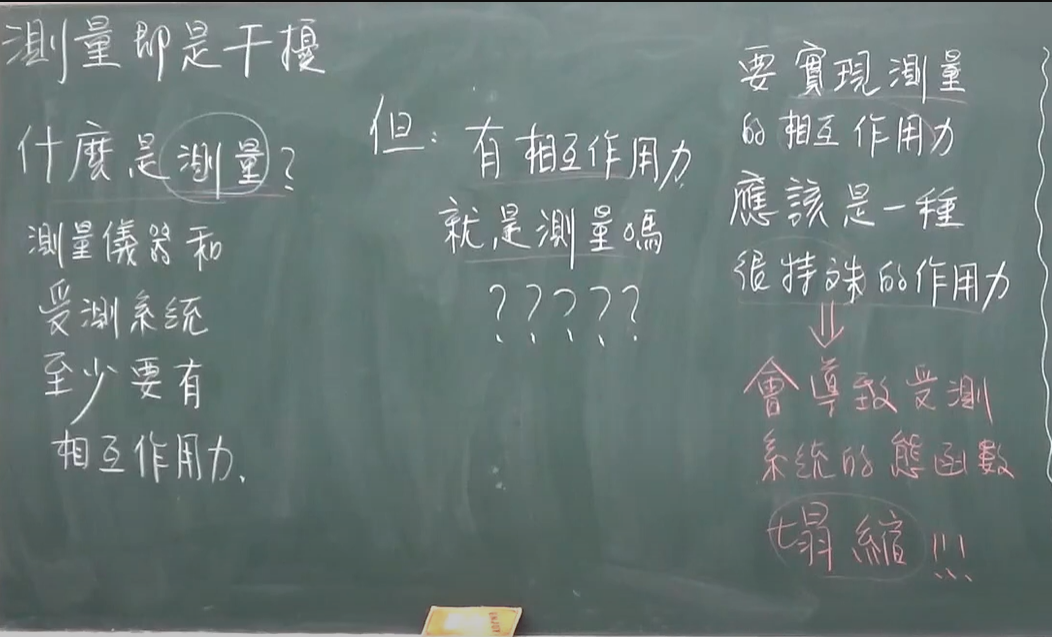 測量即是干擾
什麼是測量?
測量儀器和
受測系統
至少要有
相互作用力.
但:有相互作用力
就是測量嗎
?????
要實現測量
的相互作用力
應該是一種
很特殊的作用力
⇓
會導致受測
系統的態函數
塌縮!!!